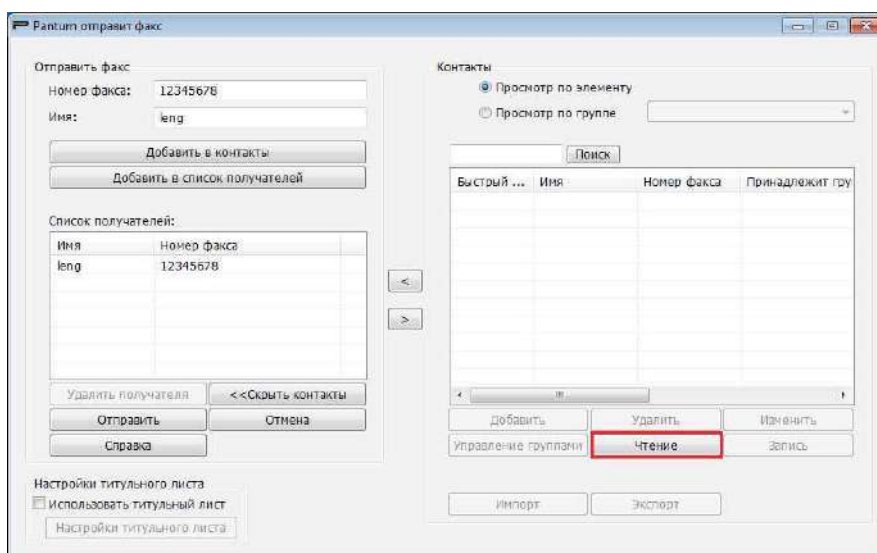 Pantum отправит факс
Отправить факс
Номер факса: 12345678
Имя: leng
Добавить в контакты
Добавить в список получателей
Список получателей:
Имя Номер факса
leng 12345678
Удалить получателя <<Скрыть контакты
Отправить Отмена
Справка
Настройки титульного листа
Использовать титульный лист
Настройки титульного листа
Контакты
Просмотр по элементу
Просмотр по группе
Поиск
Быстрый ... Имя Номер факса Принадлежит гру
< >
Добавить Удалить Изменить
Управление группами Чтение Запись
Импорт Экспорт